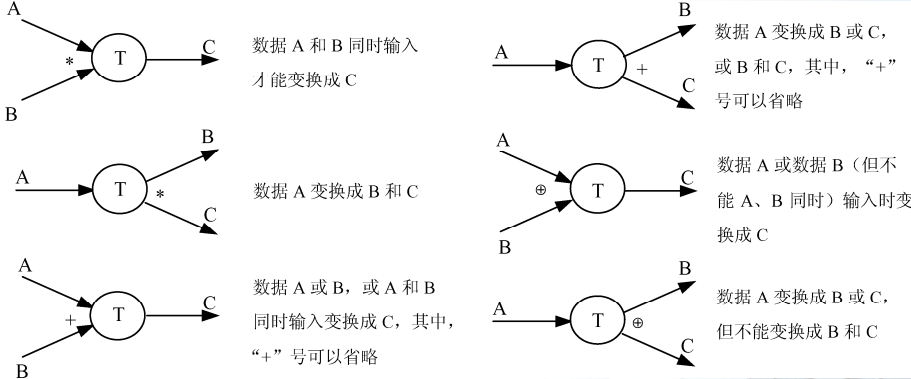 A
B
*
T
C
数据 A 和 B 同时输入
才能变换成 C
A
T
*
B
C
数据 A 变换成 B 和 C
A
B
+
T
C
数据 A 或 B，或 A 和 B
同时输入变换成 C，其中，
“+”号可以省略
A
T
+
B
C
数据 A 变换成 B 或 C，
或 B 和 C，其中，“+”
号可以省略
A
B
⊕
T
C
数据 A 或数据 B（但不
能 A、B 同时）输入时变
换成 C
A
T
⊕
B
C
数据 A 变换成 B 或 C，
但不能变换成 B 和 C